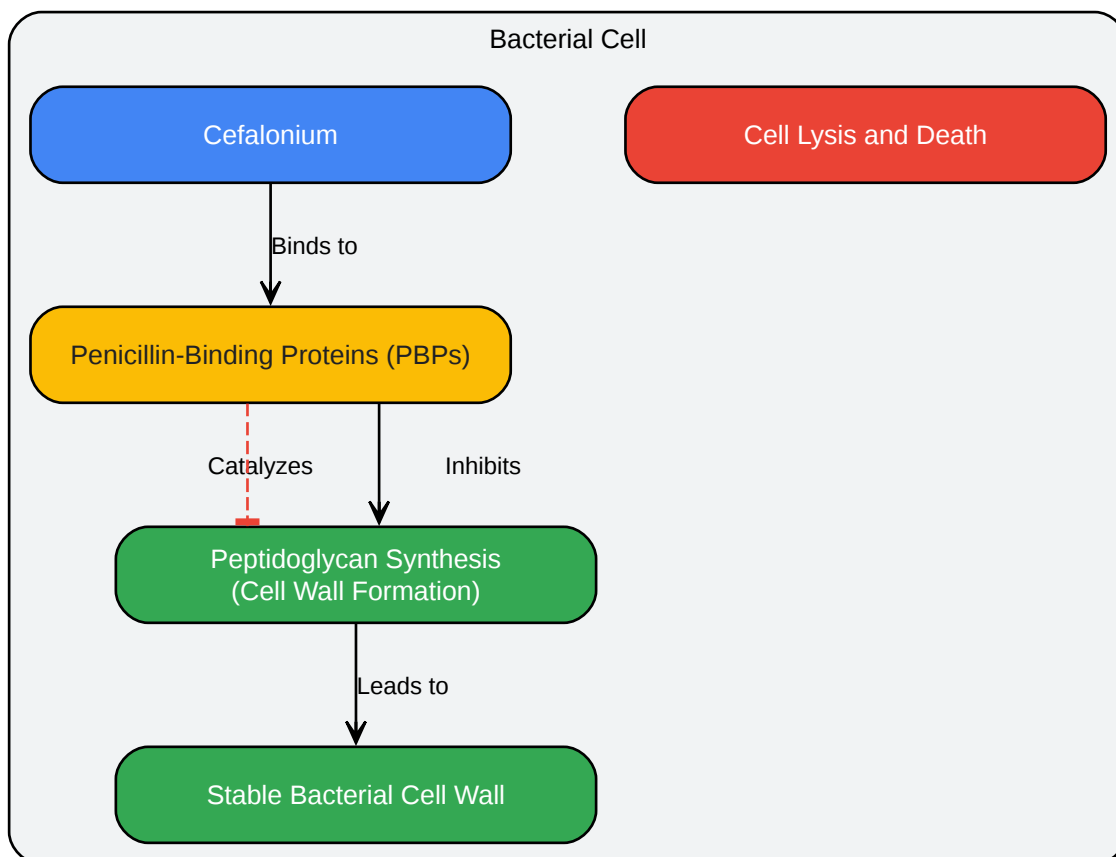 Bacterial Cell
Cefalonium
Cell Lysis and Death
Binds to
Penicillin-Binding Proteins (PBPs)
Catalyzes
Inhibits
Peptidoglycan Synthesis
(Cell Wall Formation)
Leads to
Stable Bacterial Cell Wall